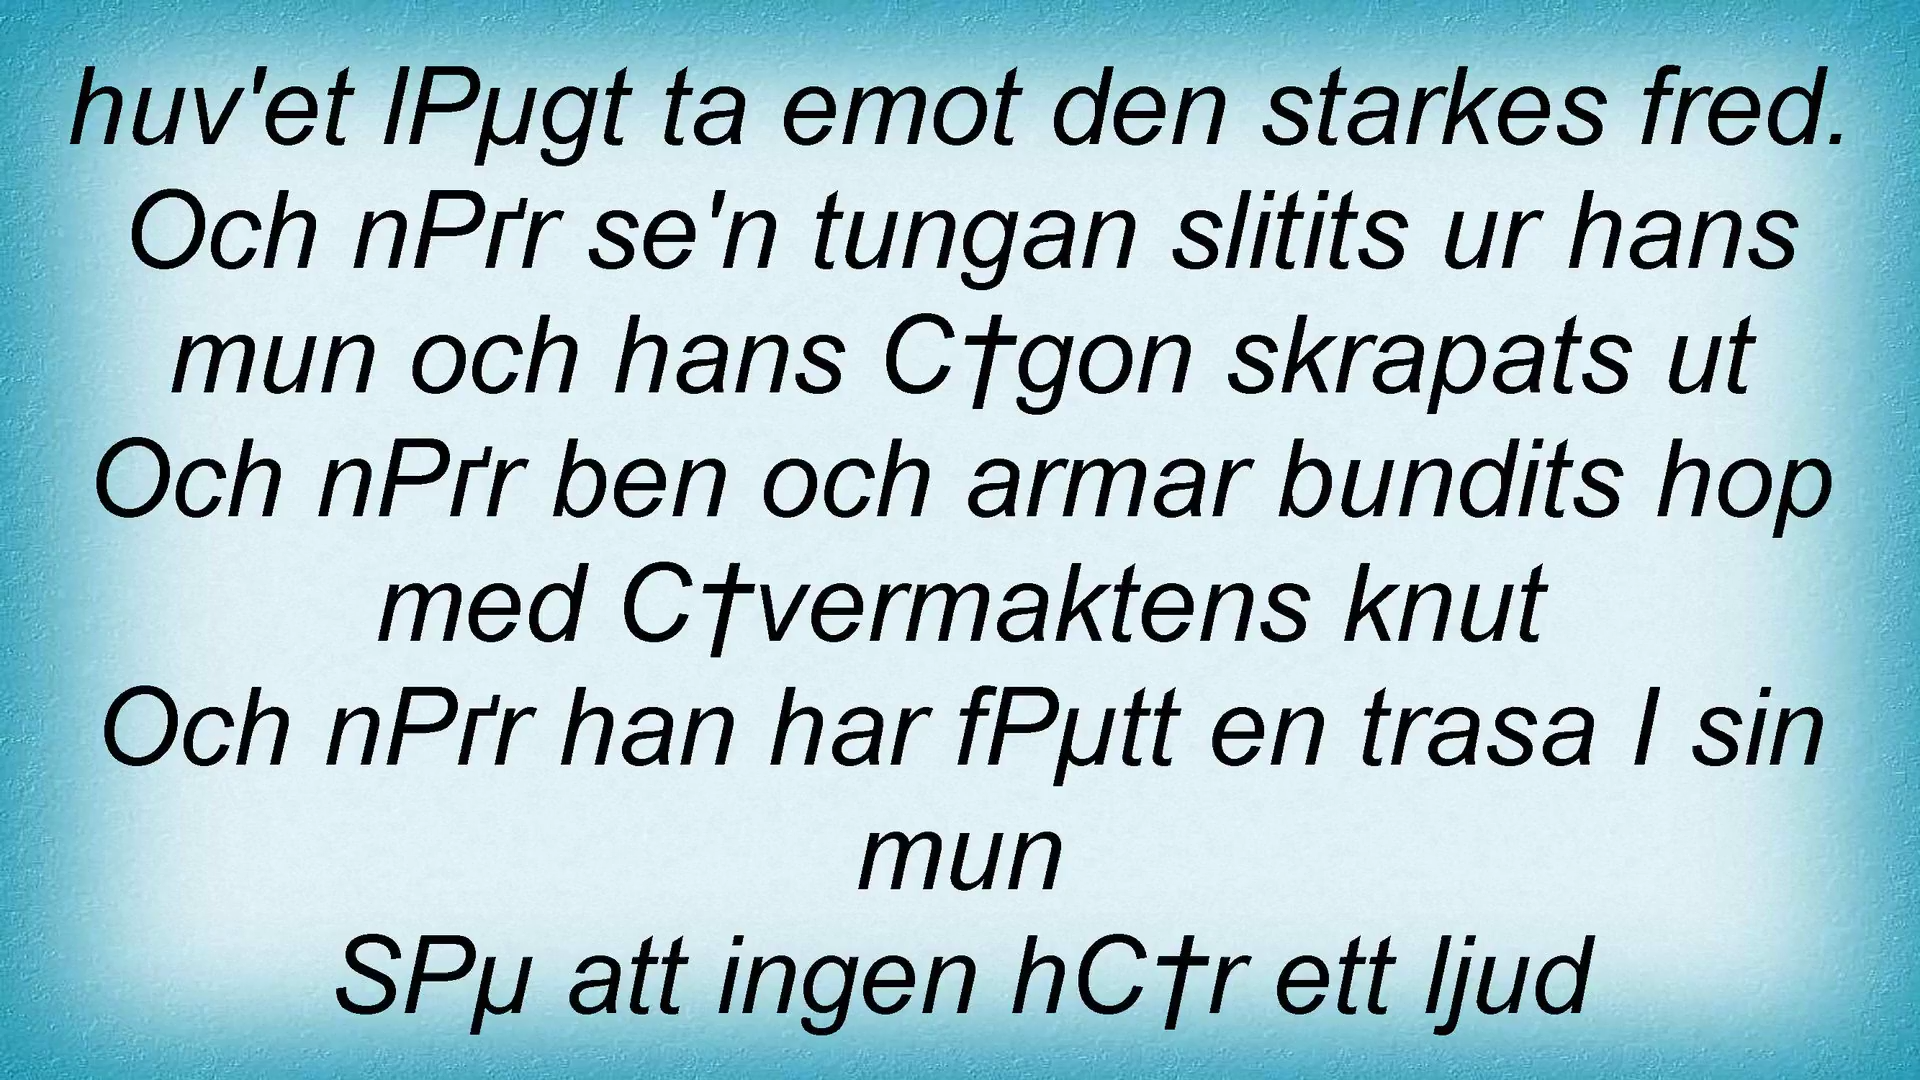 huv'et lPµgt ta emot den starkes fred.
Och nPґr se'n tungan slitits ur hans
mun och hans C†gon skrapats ut
Och nPґr ben och armar bundits hop
med C†vermaktens knut
Och nPґr han har fPµtt en trasa I sin
mun
SPµ att ingen hC†r ett ljud